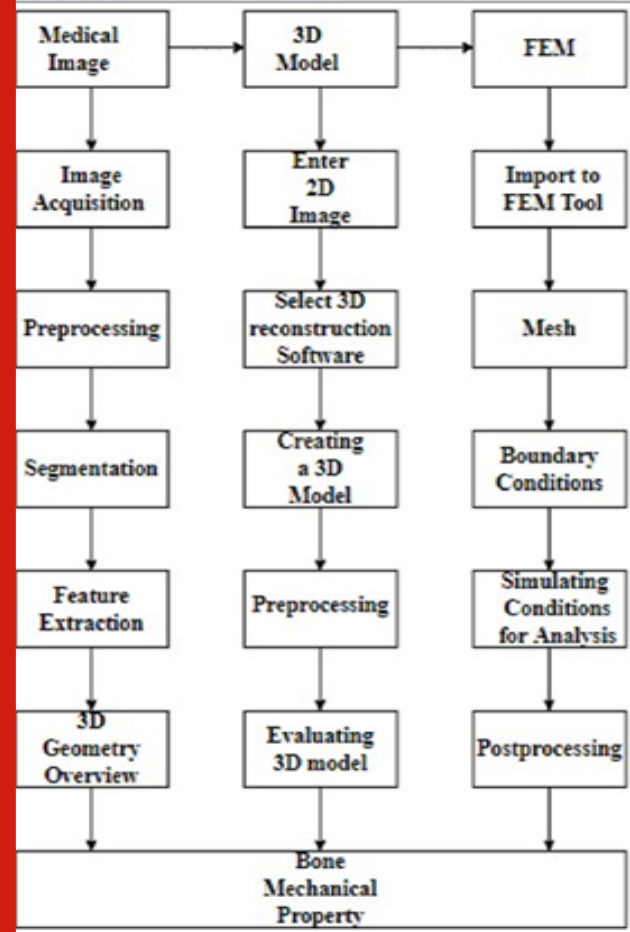 Medical
Image
3D
Model
FEM
Image
Acquisition
Enter
2D
Image
Import to
FEM Tool
Preprocessing
Select 3D
reconstruction
Software
Mesh
Segmentation
Creating
a 3D
Model
Boundary
Conditions
Feature
Extraction
Preprocessing
Simulating
Conditions
for Analysis
3D
Geometry
Overview
Evaluating
3D model
Postprocessing
Bone
Mechanical
Property